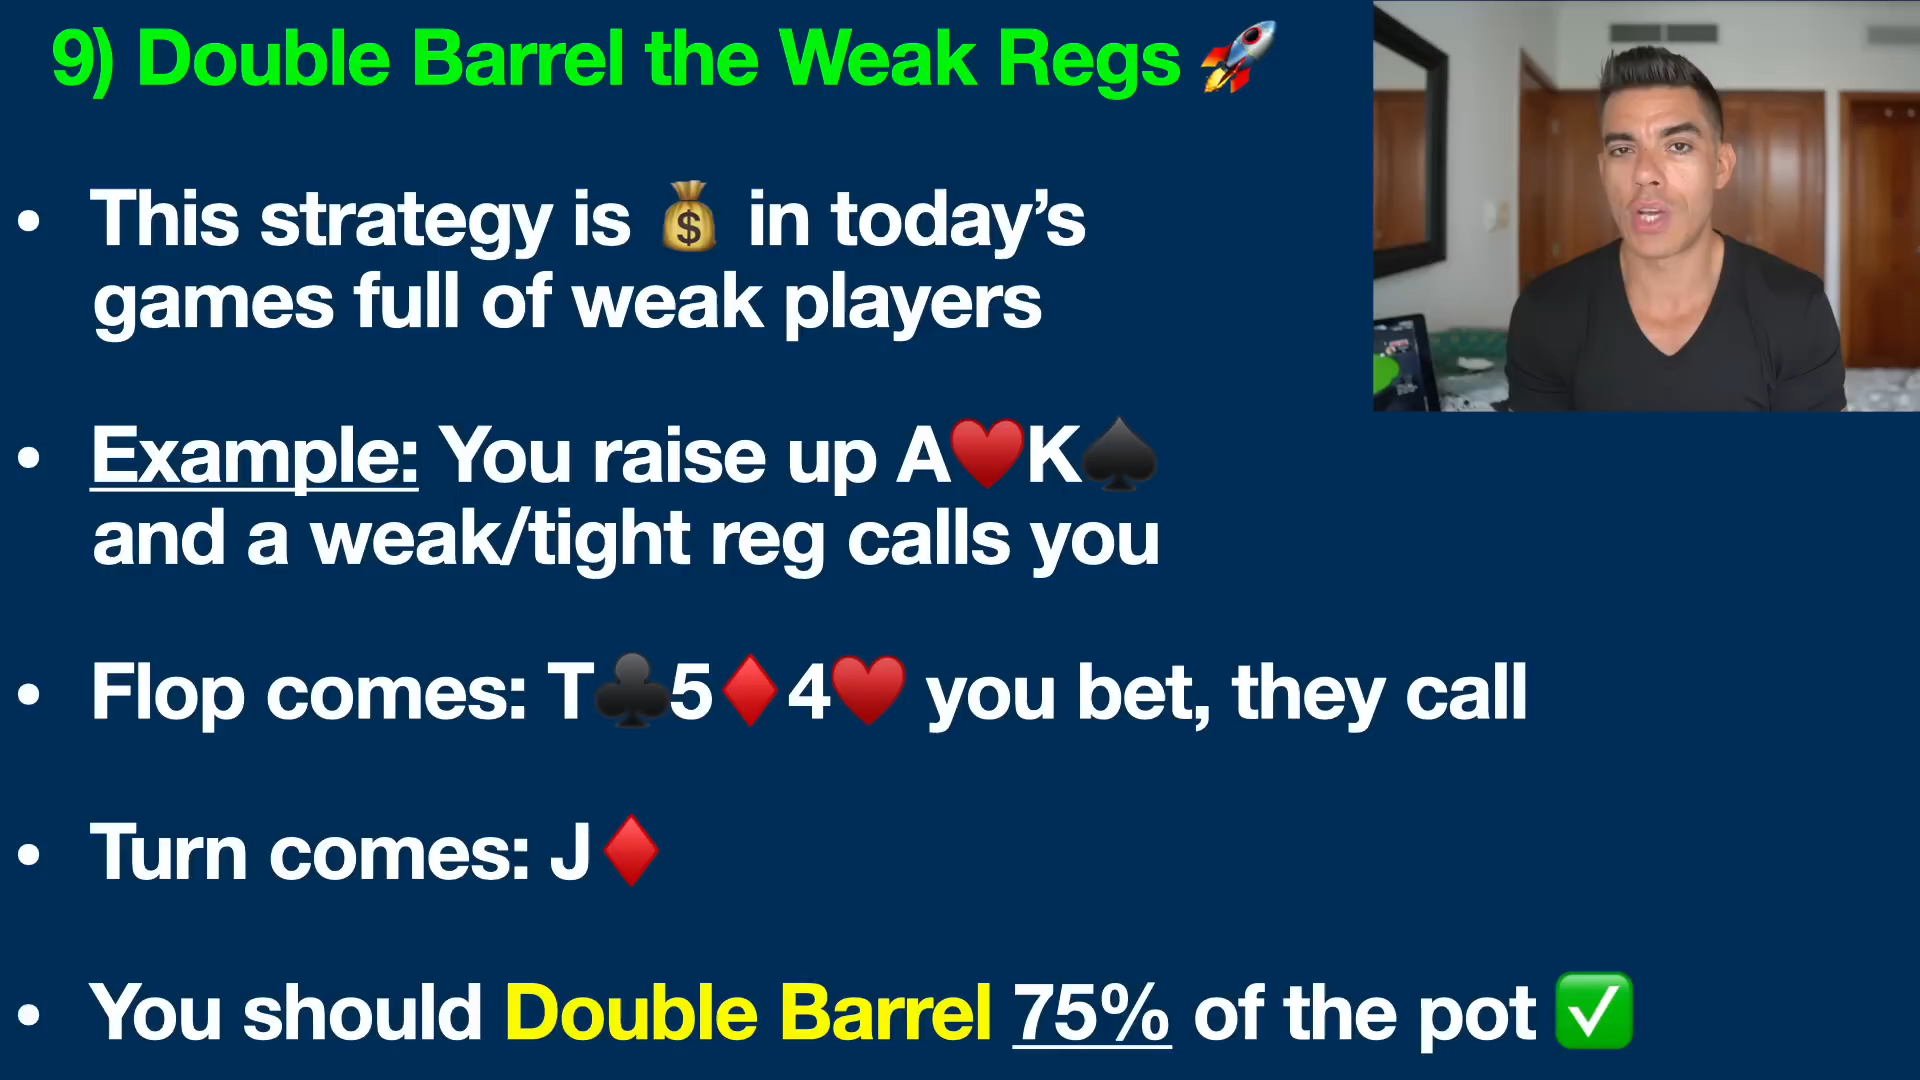 9) Double Barrel the Weak Regs 🚀
• This strategy is 💰 in today’s
games full of weak players
• Example: You raise up A♥️K♠️
and a weak/tight reg calls you
• Flop comes: T♣️5♦️4♥️ you bet, they call
• Turn comes: J♦️
• You should Double Barrel 75% of the pot ✅